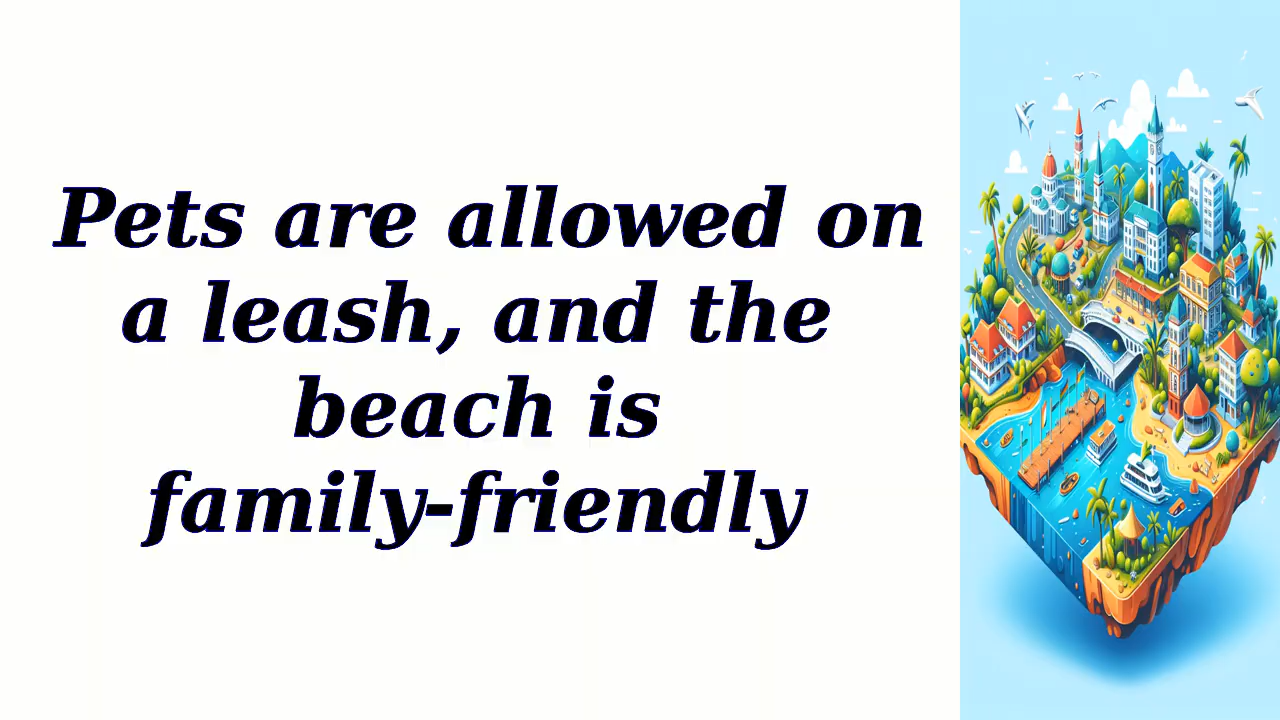 Pets are allowed on
a leash, and the
beach is
family-friendly